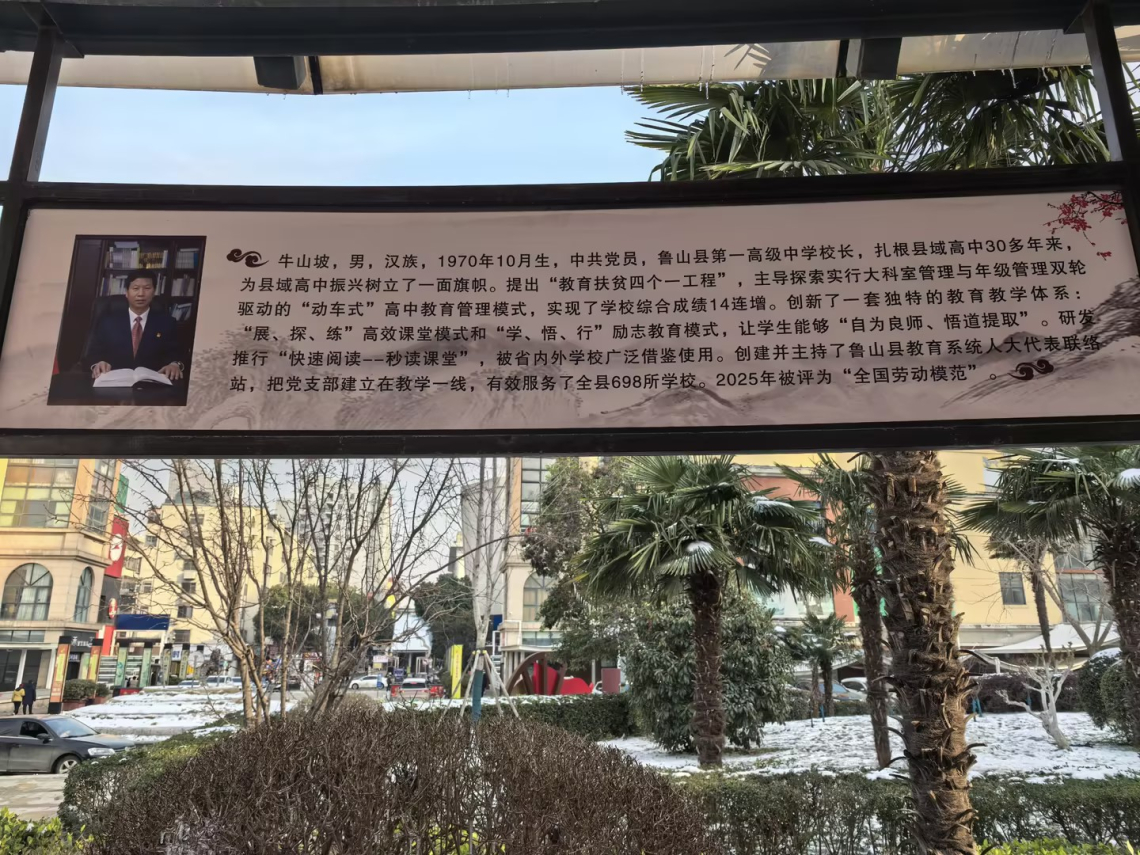 牛山坡，男，汉族，1970年10月生，中共党员，鲁山县第一高级中学校长，扎根县域高中30多年来，
为县域高中振兴树立了一面旗帜。提出“教育扶贫四个一工程”，主导探索实行大科室管理与年级管理双轮
驱动的“动车式”高中教育管理模式，实现了学校综合成绩14连增。创新了一套独特的教育教学体系：
“展、探、练”高效课堂模式和“学、悟、行”励志教育模式，让学生能够“自为良师、悟道提取”。研发
推行“快速阅读--秒读课堂”，被省内外学校广泛借鉴使用。创建并主持了鲁山县教育系统人大代表联络
站，把党支部建立在教学一线，有效服务了全县698所学校。2025年被评为“全国劳动模范”。